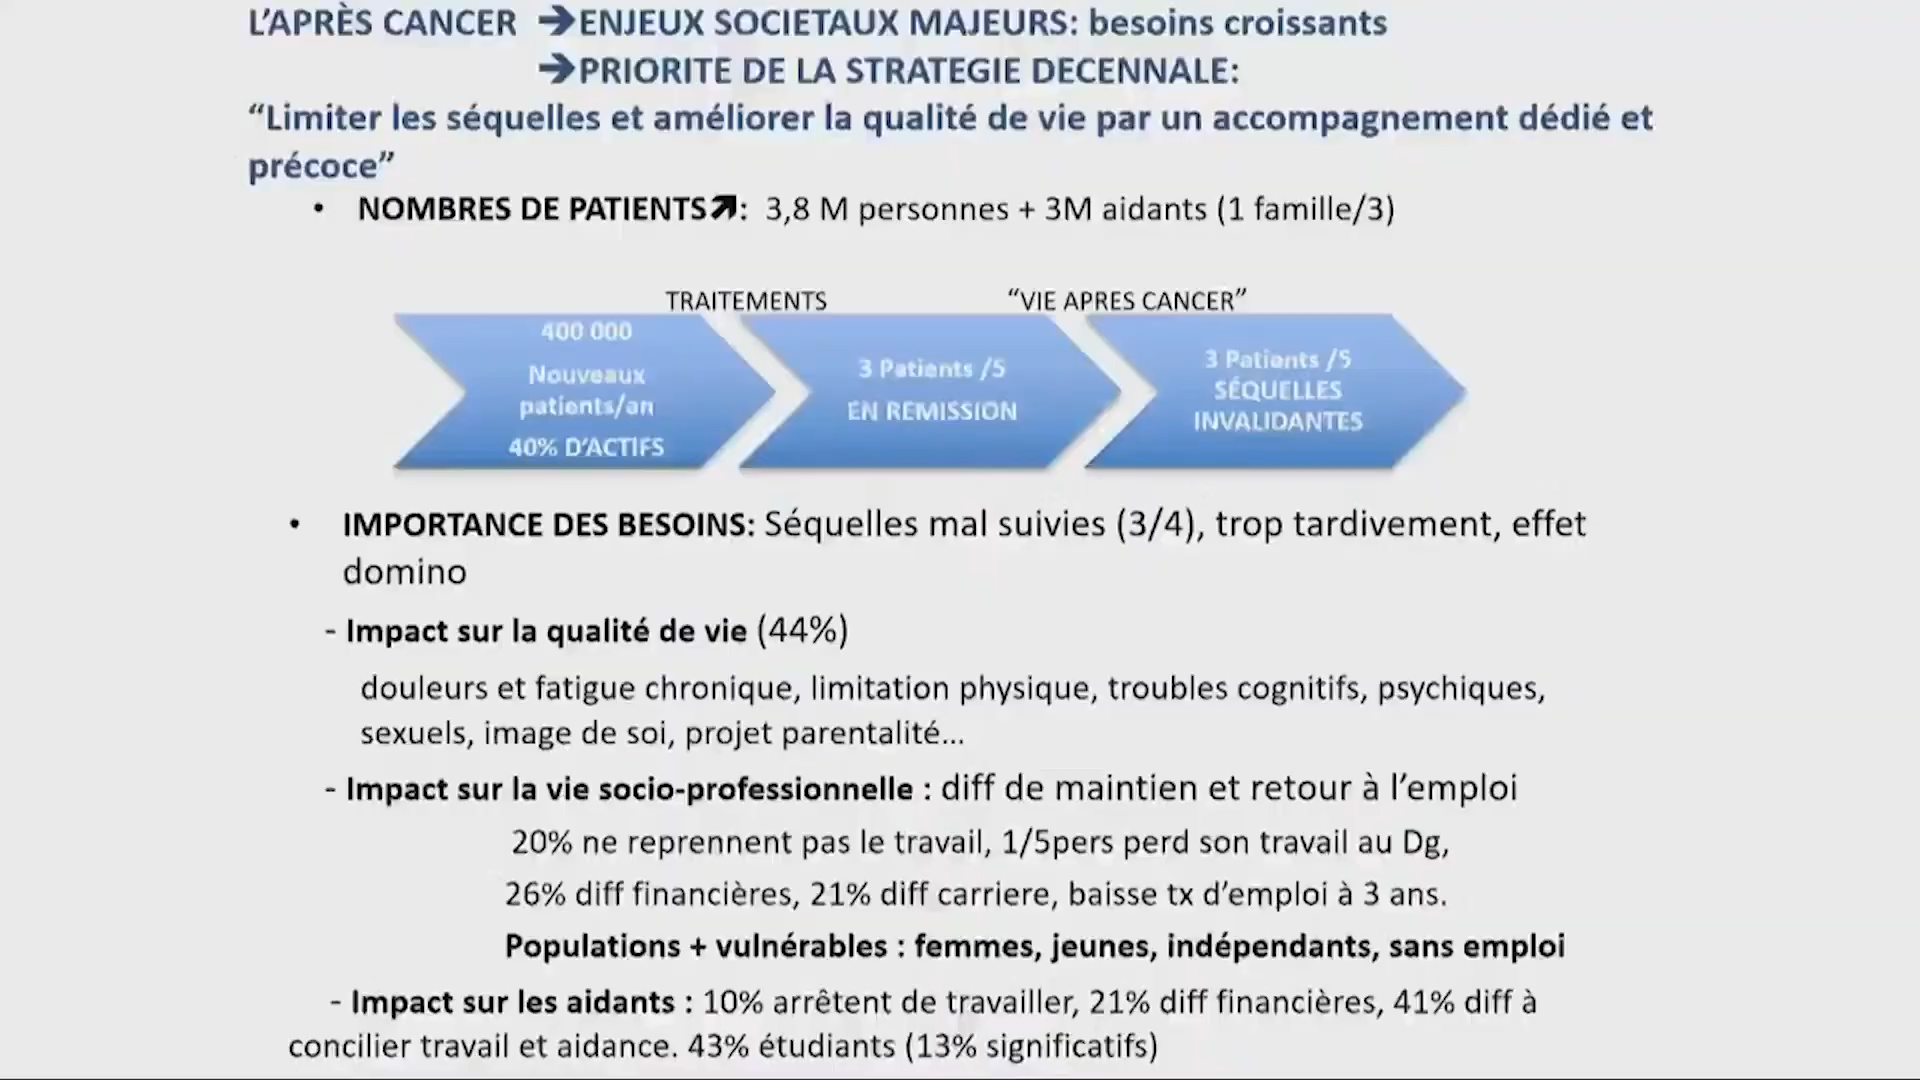 L'APRÈS CANCER ➔ENJEUX SOCIETAUX MAJEURS: besoins croissants
➔PRIORITE DE LA STRATEGIE DECENNALE:
“Limiter les séquelles et améliorer la qualité de vie par un accompagnement dédié et
précoce”
• NOMBRES DE PATIENTS↗: 3,8 M personnes + 3M aidants (1 famille/3)
TRAITEMENTS “VIE APRES CANCER”
400 000
Nouveaux
patients/an
40% D'ACTIFS
3 Patients /5
EN REMISSION
3 Patients /5
SÉQUELLES
INVALIDANTES
• IMPORTANCE DES BESOINS: Séquelles mal suivies (3/4), trop tardivement, effet
domino
- Impact sur la qualité de vie (44%)
douleurs et fatigue chronique, limitation physique, troubles cognitifs, psychiques,
sexuels, image de soi, projet parentalité...
- Impact sur la vie socio-professionnelle : diff de maintien et retour à l'emploi
20% ne reprennent pas le travail, 1/5pers perd son travail au Dg,
26% diff financières, 21% diff carriere, baisse tx d'emploi à 3 ans.
Populations + vulnérables : femmes, jeunes, indépendants, sans emploi
- Impact sur les aidants : 10% arrêtent de travailler, 21% diff financières, 41% diff à
concilier travail et aidance. 43% étudiants (13% significatifs)